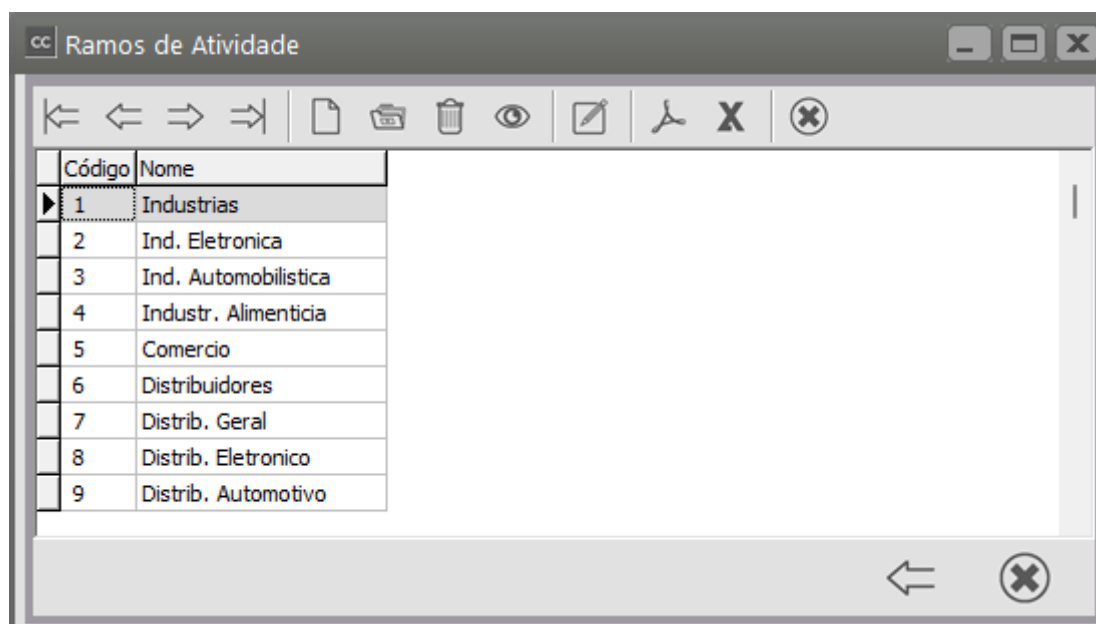 cc Ramos de Atividade
Código Nome
1 Industrias
2 Ind. Eletronica
3 Ind. Automobilistica
4 Industr. Alimenticia
5 Comercio
6 Distribuidores
7 Distrib. Geral
8 Distrib. Eletronico
9 Distrib. Automotivo